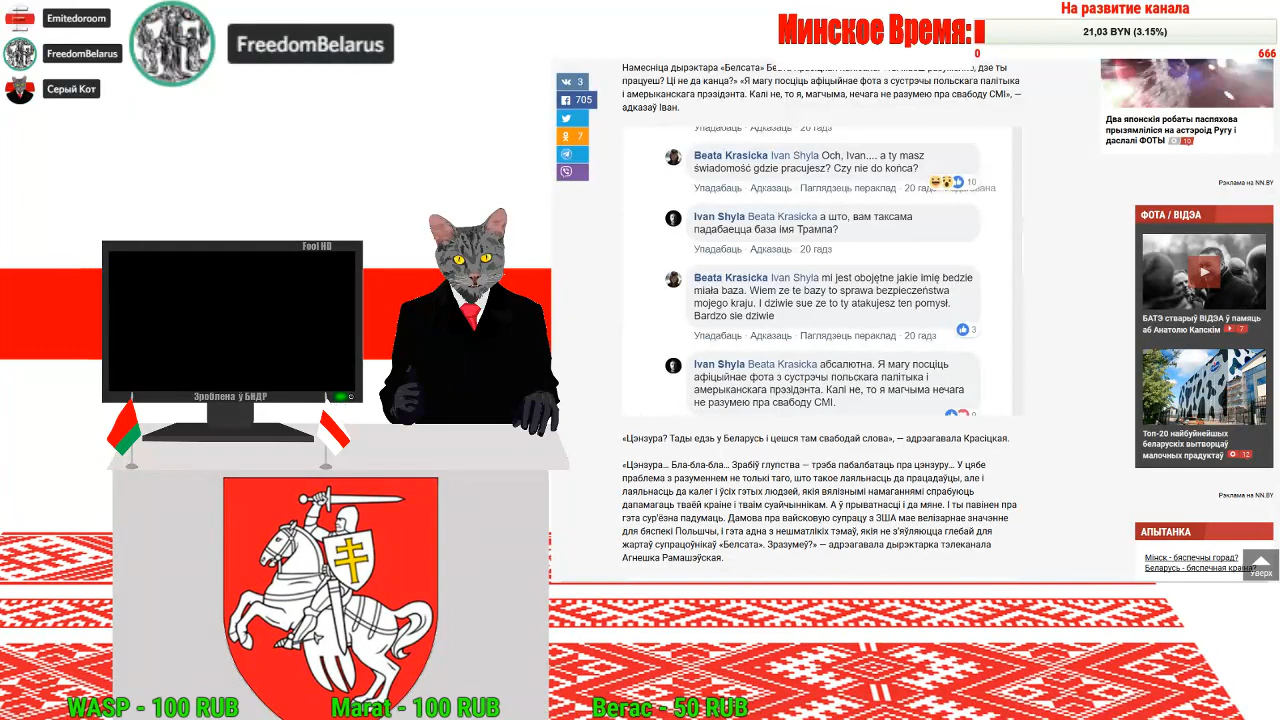 Emitedoroom
FreedomBelarus
Серый Кот
FreedomBelarus
Минское Время:
На развитие канала
21,03 BYN (3.15%)
0
666
3
705
7
працуеш? Ці не да канца?» «Я магу посціць афіцыйнае фота з сустрэчы польскага палітыка і
амерыканскага прэзідэнта. Калі не, то я, магчыма, нечага не разумею пра свабоду СМІ», —
адказаў Іван.
Упадабаць · Адказаць · 20 гадз
Beata Krasicka Ivan Shyla Och, Ivan.... a ty masz
świadomość gdzie pracujesz? Czy nie do końca?
10
Упадабаць · Адказаць · Паглядзець пераклад · 20 гадз
Ivan Shyla Beata Krasicka а што, вам таксама
падабаецца база імя Трампа?
Упадабаць · Адказаць · 20 гадз
Beata Krasicka Ivan Shyla mi jest obojętne jakie imię bedzie
miała baza. Wiem ze te bazy to sprawa bezpieczeństwa
mojego kraju. I dziwie sue ze to ty atakujesz ten pomysł.
Bardzo sie dziwie
3
Упадабаць · Адказаць · Паглядзець пераклад · 20 гадз
Ivan Shyla Beata Krasicka абсалютна. Я магу посціць
афіцыйнае фота з сустрэчы польскага палітыка і
амерыканскага прэзідэнта. Калі не, то я магчыма нечага
не разумею пра свабоду СМІ.
«Цэнзура? Тады едзь у Беларусь і цешся там свабодай слова», — адрэагавала Красіцкая.
«Цэнзура… Бла-бла-бла… Зрабіў глупства — трэба пабалбатаць пра цэнзуру… У цябе
праблема з разуменнем не толькі таго, што такое лаяльнасць да працадаўцы, але і
лаяльнасць да калег і ўсіх гэтых людзей, якія вялізнымі намаганнямі спрабуюць
дапамагаць тваёй краіне і тваім суайчыннікам. А ў прыватнасці і да мяне. І ты павінен пра
гэта сур'ёзна падумаць. Дамова пра вайсковую супрацу з ЗША мае велізарнае значэнне
для бяспекі Польшчы, і гэта адна з нешматлікіх тэмаў, якія не з'яўляюцца глебай для
жартаў супрацоўнікаў «Белсата». Зразумеў?» — адрэагавала дырэктарка тэлеканала
Агнешка Рамашэўская.
Два японскія робаты паспяхова
прызямліліся на астэроід Ругу і
даслалі ФОТЫ 10
Рэклама на NN.BY
ФОТА / ВІДЭА
БАТЭ стварыў ВІДЭА ў памяць
аб Анатолю Капскім 7
Топ-20 найбуйнейшых
беларускіх вытворцаў
малочных прадуктаў 12
Рэклама на NN.BY
АПЫТАНКА
Мінск - бяспечны горад?
Беларусь - бяспечная краіна?
Уверх
Fool HD
Зроблена ў БНДР
WASP - 100 RUB
Marat - 100 RUB
Вегас - 50 RUB